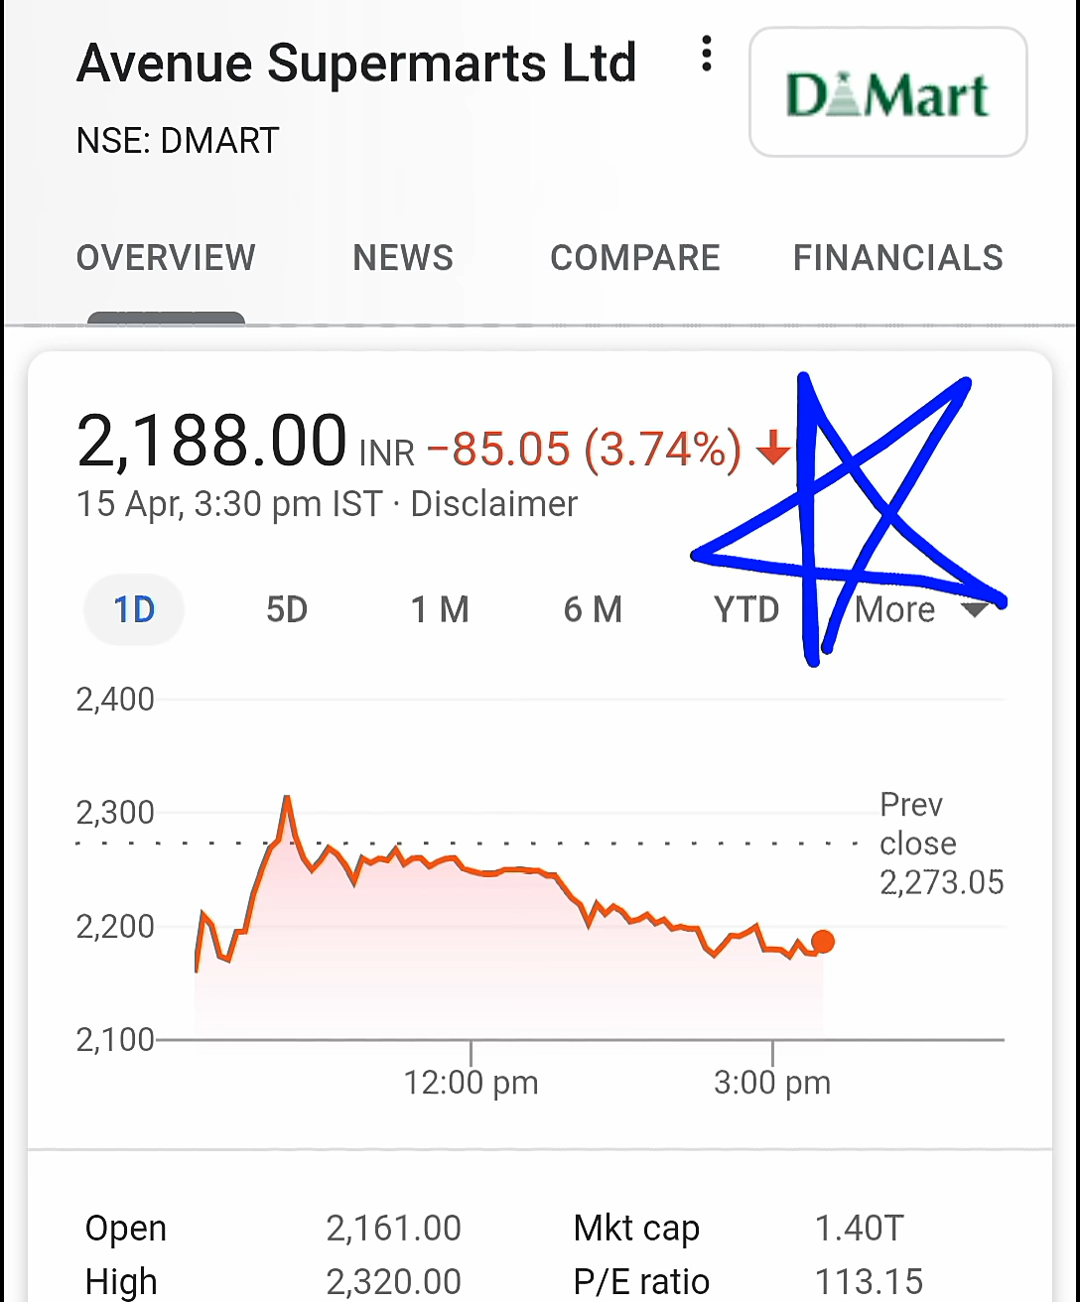 Avenue Supermarts Ltd
D Mart
NSE: DMART
OVERVIEW NEWS COMPARE FINANCIALS
2,188.00 INR −85.05 (3.74%)
15 Apr, 3:30 pm IST · Disclaimer
1D 5D 1 M 6 M YTD More
2,400
2,300
Prev
close
2,273.05
2,200
2,100
12:00 pm 3:00 pm
Open 2,161.00 Mkt cap 1.40T
High 2,320.00 P/E ratio 113.15